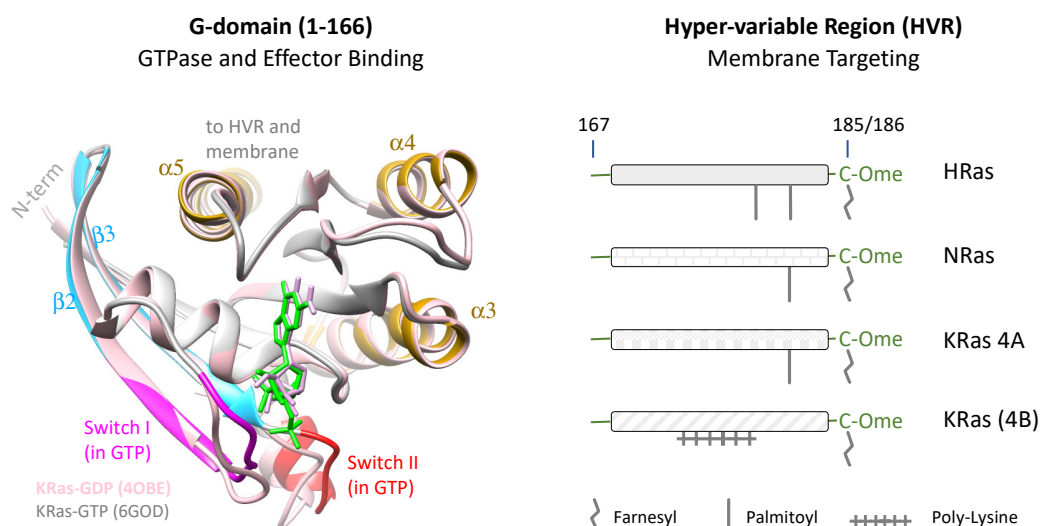 G-domain (1-166)
GTPase and Effector Binding
N-term
α5
to HVR and
membrane
α4
β3
β2
α3
Switch I
(in GTP)
Switch II
(in GTP)
KRas-GDP (4OBE)
KRas-GTP (6GOD)
Hyper-variable Region (HVR)
Membrane Targeting
167
185/186
C-Ome
HRas
C-Ome
NRas
C-Ome
KRas 4A
C-Ome
KRas (4B)
Farnesyl
Palmitoyl
Poly-Lysine